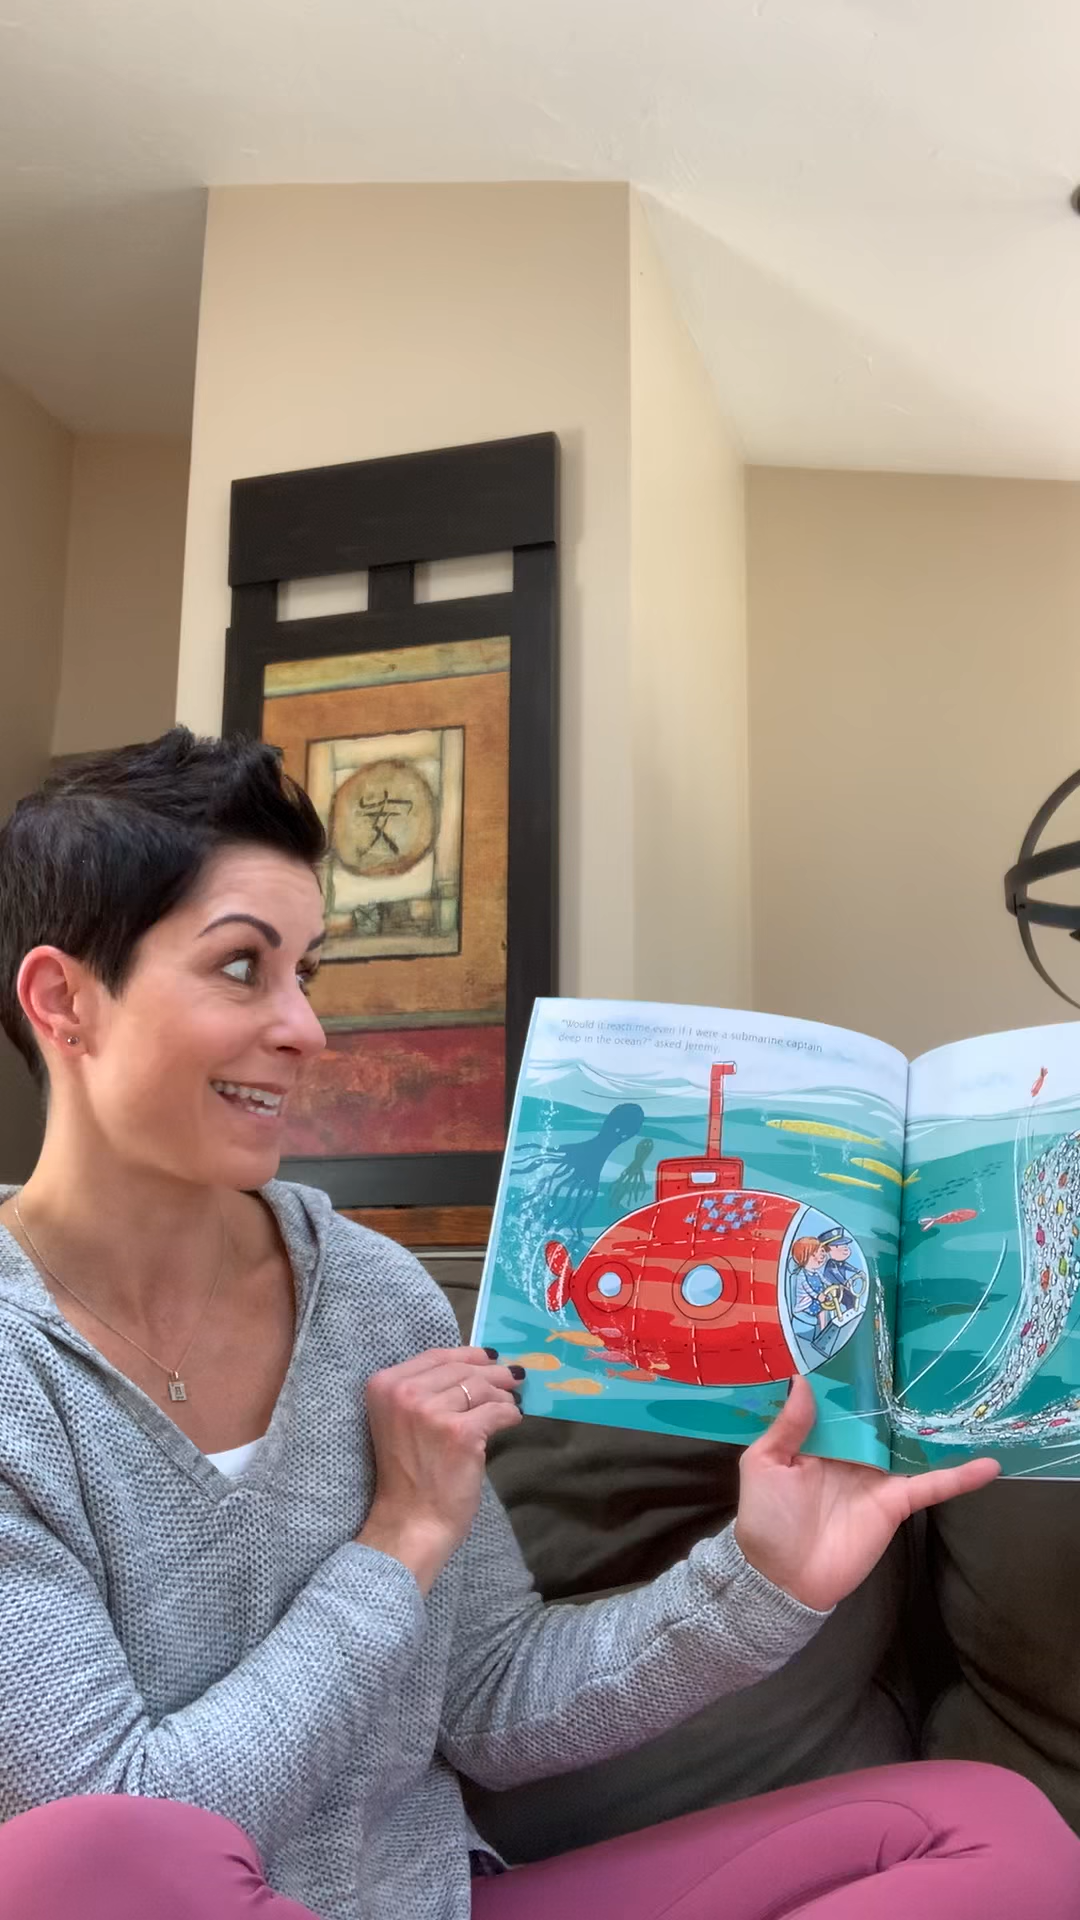 安
"Would it reach me even if I were a submarine captain
deep in the ocean?" asked Jeremy.